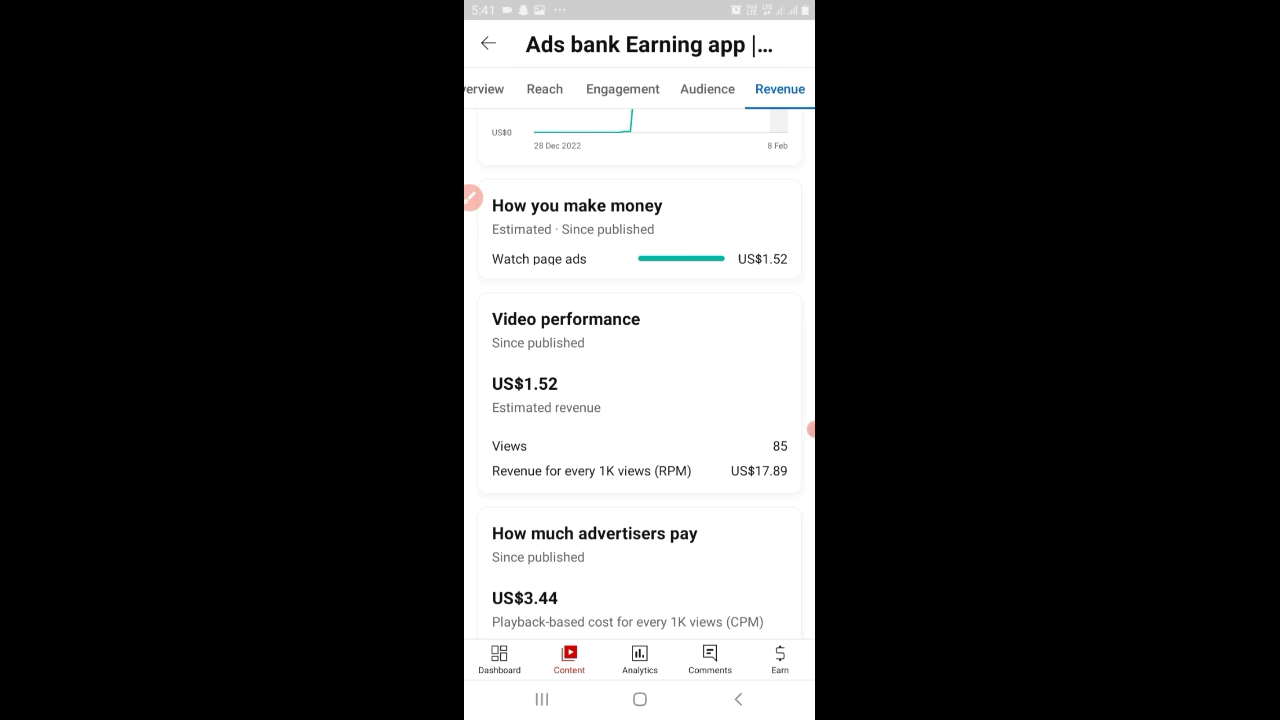 5:41
Ads bank Earning app |...
verview Reach Engagement Audience Revenue
US$0
28 Dec 2022 8 Feb
How you make money
Estimated · Since published
Watch page ads US$1.52
Video performance
Since published
US$1.52
Estimated revenue
Views 85
Revenue for every 1K views (RPM) US$17.89
How much advertisers pay
Since published
US$3.44
Playback-based cost for every 1K views (CPM)
Dashboard Content Analytics Comments Earn